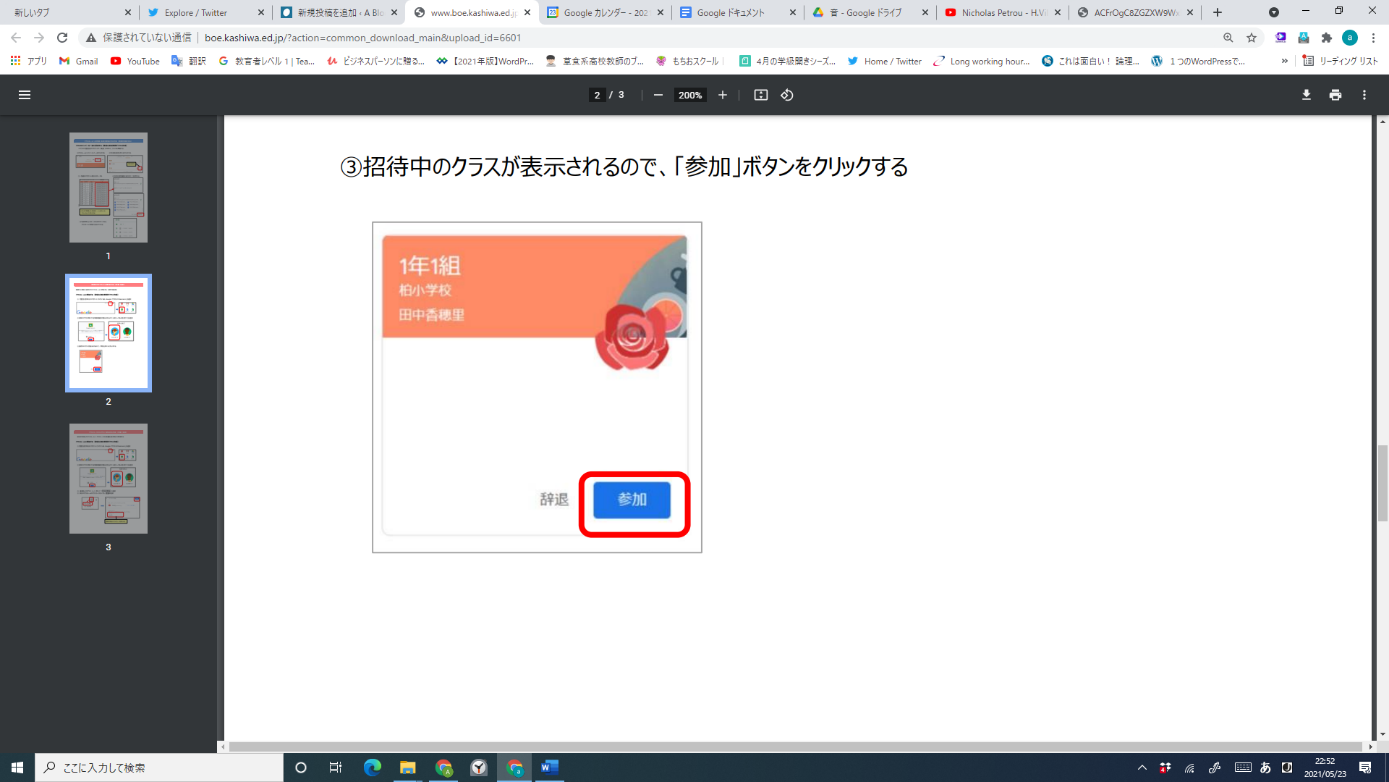 新しいタブ
Explore / Twitter
新規投稿を追加 ‹ A Blo
www.boe.kashiwa.ed.j
Google カレンダー - 202
Google ドキュメント
音 - Google ドライブ
Nicholas Petrou - H.Vi
ACFrOgC8ZGZXW9W
保護されていない通信 | boe.kashiwa.ed.jp/?action=common_download_main&upload_id=6601
アプリ
Gmail
YouTube
翻訳
教育者レベル 1 | Tea...
ビジネスパーソンに贈る...
【2021年版】WordPr...
もちおスクール
4月の学級開きシーズ...
Home / Twitter
Long working hour...
これは面白い！ 論理...
1 つのWordPressで...
»
リーディング リスト
2 / 3
200%
③招待中のクラスが表示されるので、「参加」ボタンをクリックする
1年1組
柏小学校
田中香穂里
辞退
参加
1
2
3
ここに入力して検索
あ
22:52
2021/05/23